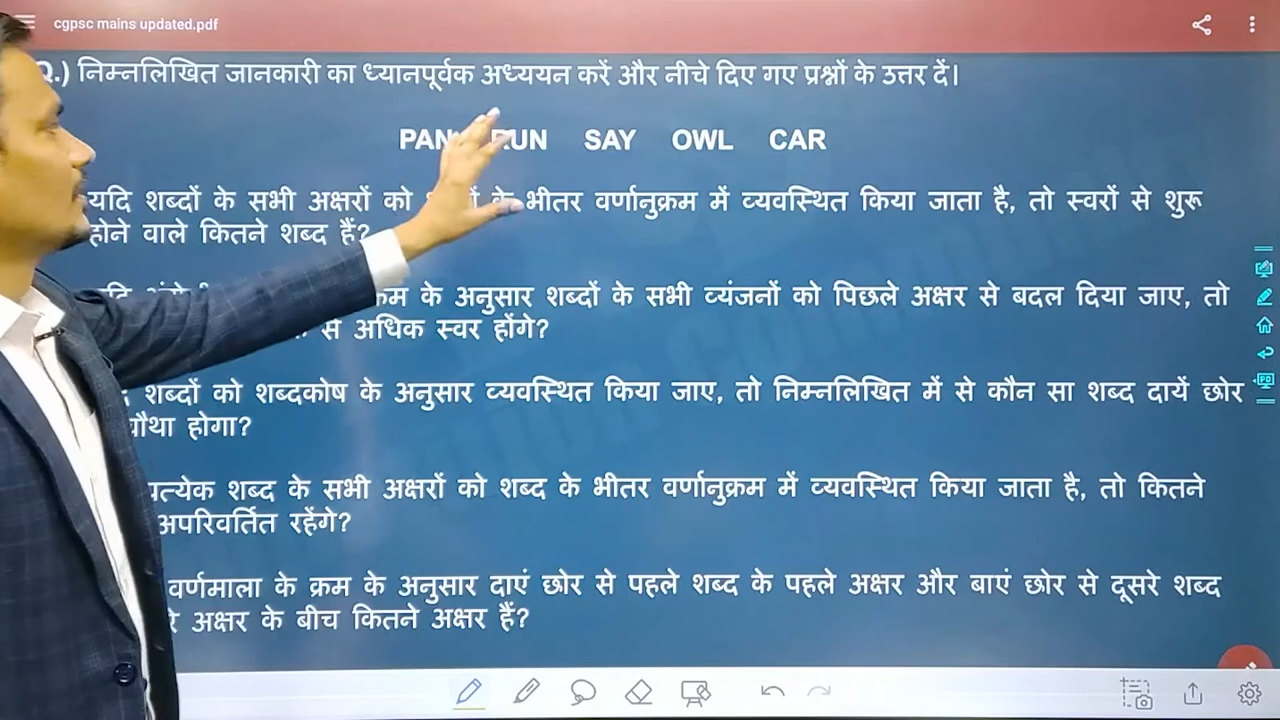 cgpsc mains updated.pdf
निम्नलिखित जानकारी का ध्यानपूर्वक अध्ययन करें और नीचे दिए गए प्रश्नों के उत्तर दें।
PAN RUN SAY OWL CAR
यदि शब्दों के सभी अक्षरों को के भीतर वर्णानुक्रम में व्यवस्थित किया जाता है, तो स्वरों से शुरू
होने वाले कितने शब्द हैं?
के अनुसार शब्दों के सभी व्यंजनों को पिछले अक्षर से बदल दिया जाए, तो
से अधिक स्वर होंगे?
शब्दों को शब्दकोष के अनुसार व्यवस्थित किया जाए, तो निम्नलिखित में से कौन सा शब्द दायें छोर
चौथा होगा?
प्रत्येक शब्द के सभी अक्षरों को शब्द के भीतर वर्णानुक्रम में व्यवस्थित किया जाता है, तो कितने
अपरिवर्तित रहेंगे?
वर्णमाला के क्रम के अनुसार दाएं छोर से पहले शब्द के पहले अक्षर और बाएं छोर से दूसरे शब्द
अक्षर के बीच कितने अक्षर हैं?